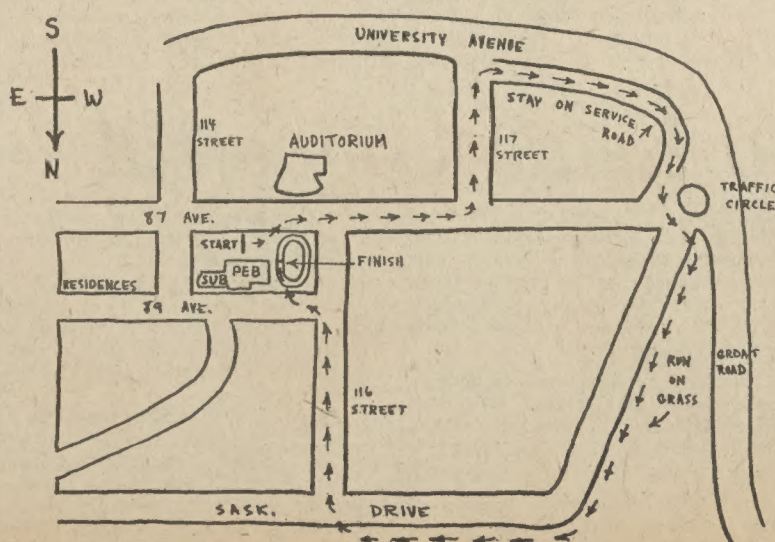 S
E W
N
UNIVERSITY AVENUE
114
STREET
AUDITORIUM
STAY ON SERVICE
ROAD
117
STREET
TRAFFIC
CIRCLE
87 AVE.
START
FINISH
PEB
SUB
RESIDENCES
89 AVE.
116
STREET
RUN
ON
GRASS
GROAT
ROAD
SASK. DRIVE